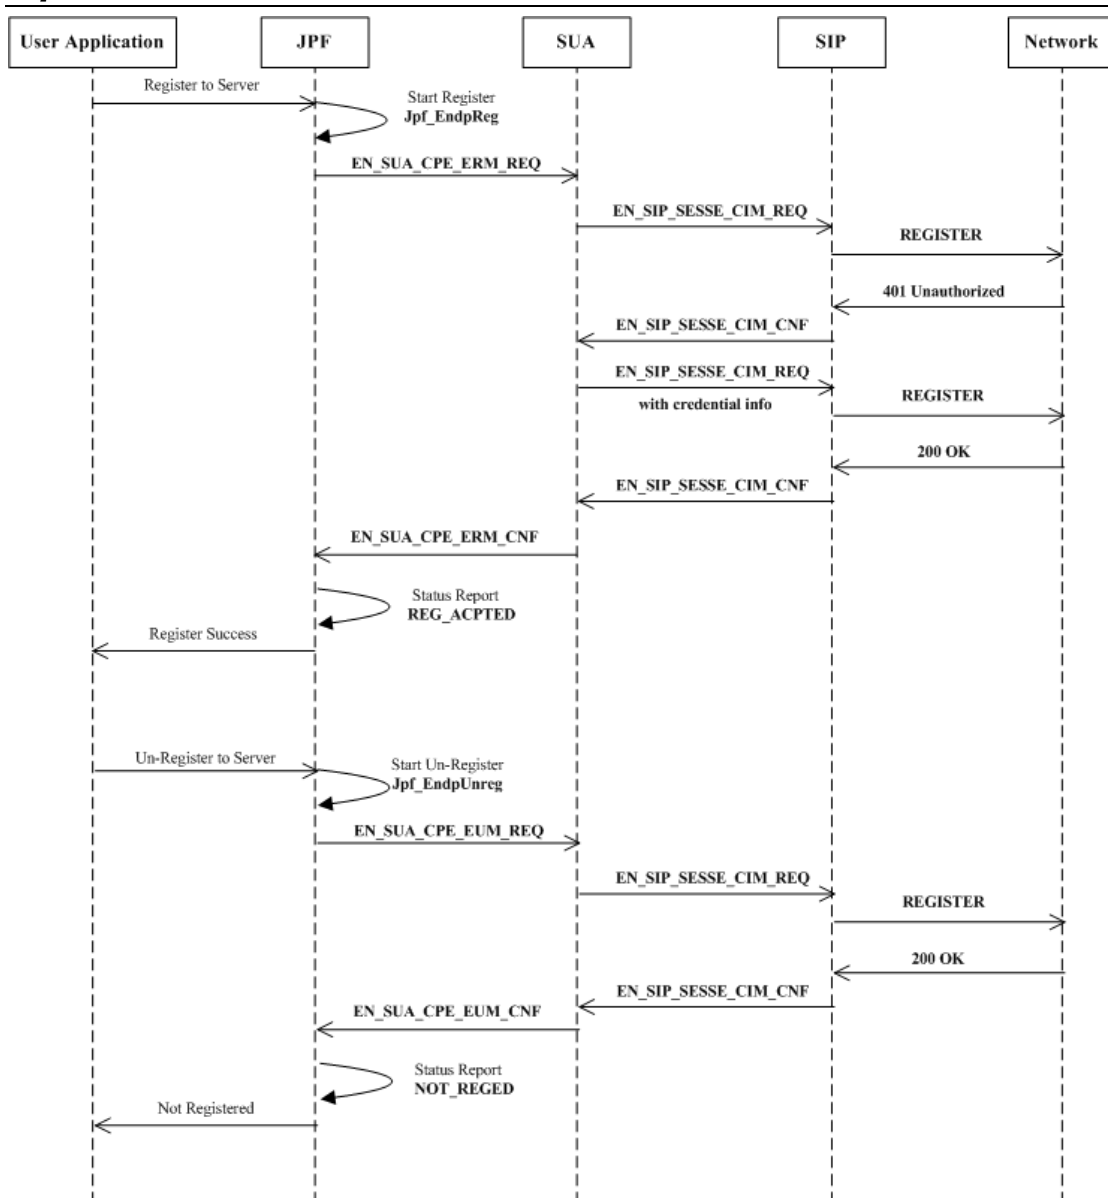 User Application JPF SUA SIP Network
Register to Server
Start Register
Jpf_EndpReg
EN_SUA_CPE_ERM_REQ
EN_SIP_SESSE_CIM_REQ
REGISTER
401 Unauthorized
EN_SIP_SESSE_CIM_CNF
EN_SIP_SESSE_CIM_REQ
with credential info
REGISTER
200 OK
EN_SIP_SESSE_CIM_CNF
EN_SUA_CPE_ERM_CNF
Status Report
REG_ACPTED
Register Success
Un-Register to Server
Start Un-Register
Jpf_EndpUnreg
EN_SUA_CPE_EUM_REQ
EN_SIP_SESSE_CIM_REQ
REGISTER
200 OK
EN_SIP_SESSE_CIM_CNF
EN_SUA_CPE_EUM_CNF
Status Report
NOT_REGED
Not Registered